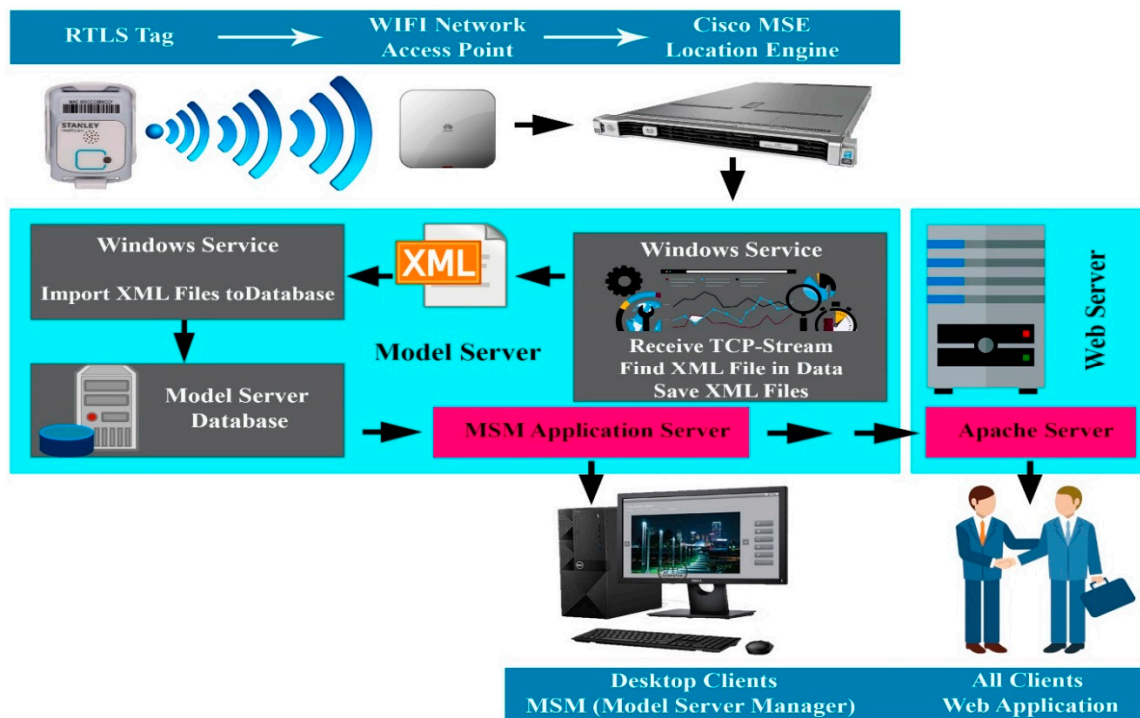 RTLS Tag
WIFI Network
Access Point
Cisco MSE
Location Engine
STANLEY
Healthcare
Windows Service
Import XML Files toDatabase
XML
Windows Service
Receive TCP-Stream
Find XML File in Data
Save XML Files
Model Server
Model Server
Database
MSM Application Server
Web Server
Apache Server
Desktop Clients
MSM (Model Server Manager)
All Clients
Web Application